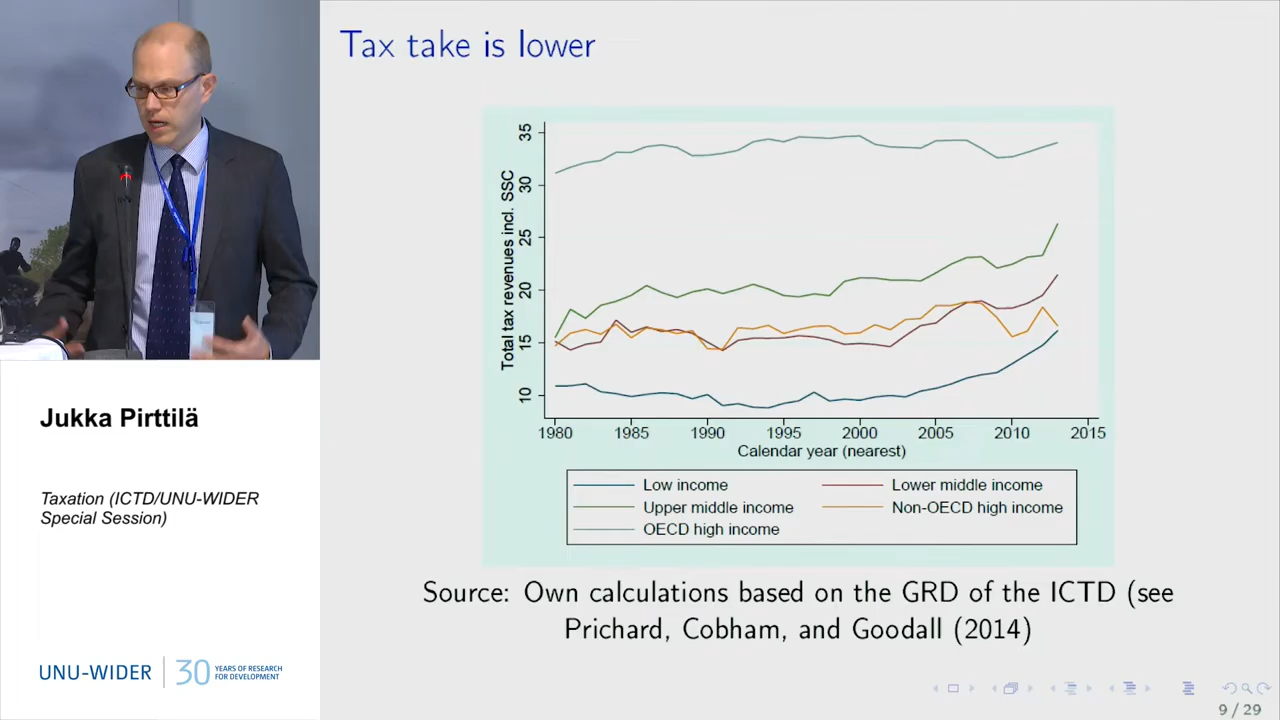 Tax take is lower
Total tax revenues incl. SSC
35
30
25
20
15
10
1980 1985 1990 1995 2000 2005 2010 2015
Calendar year (nearest)
Low income Lower middle income
Upper middle income Non-OECD high income
OECD high income
Source: Own calculations based on the GRD of the ICTD (see
Prichard, Cobham, and Goodall (2014)
9 / 29
Jukka Pirttilä
Taxation (ICTD/UNU-WIDER
Special Session)
UNU-WIDER
30 YEARS OF RESEARCH
FOR DEVELOPMENT